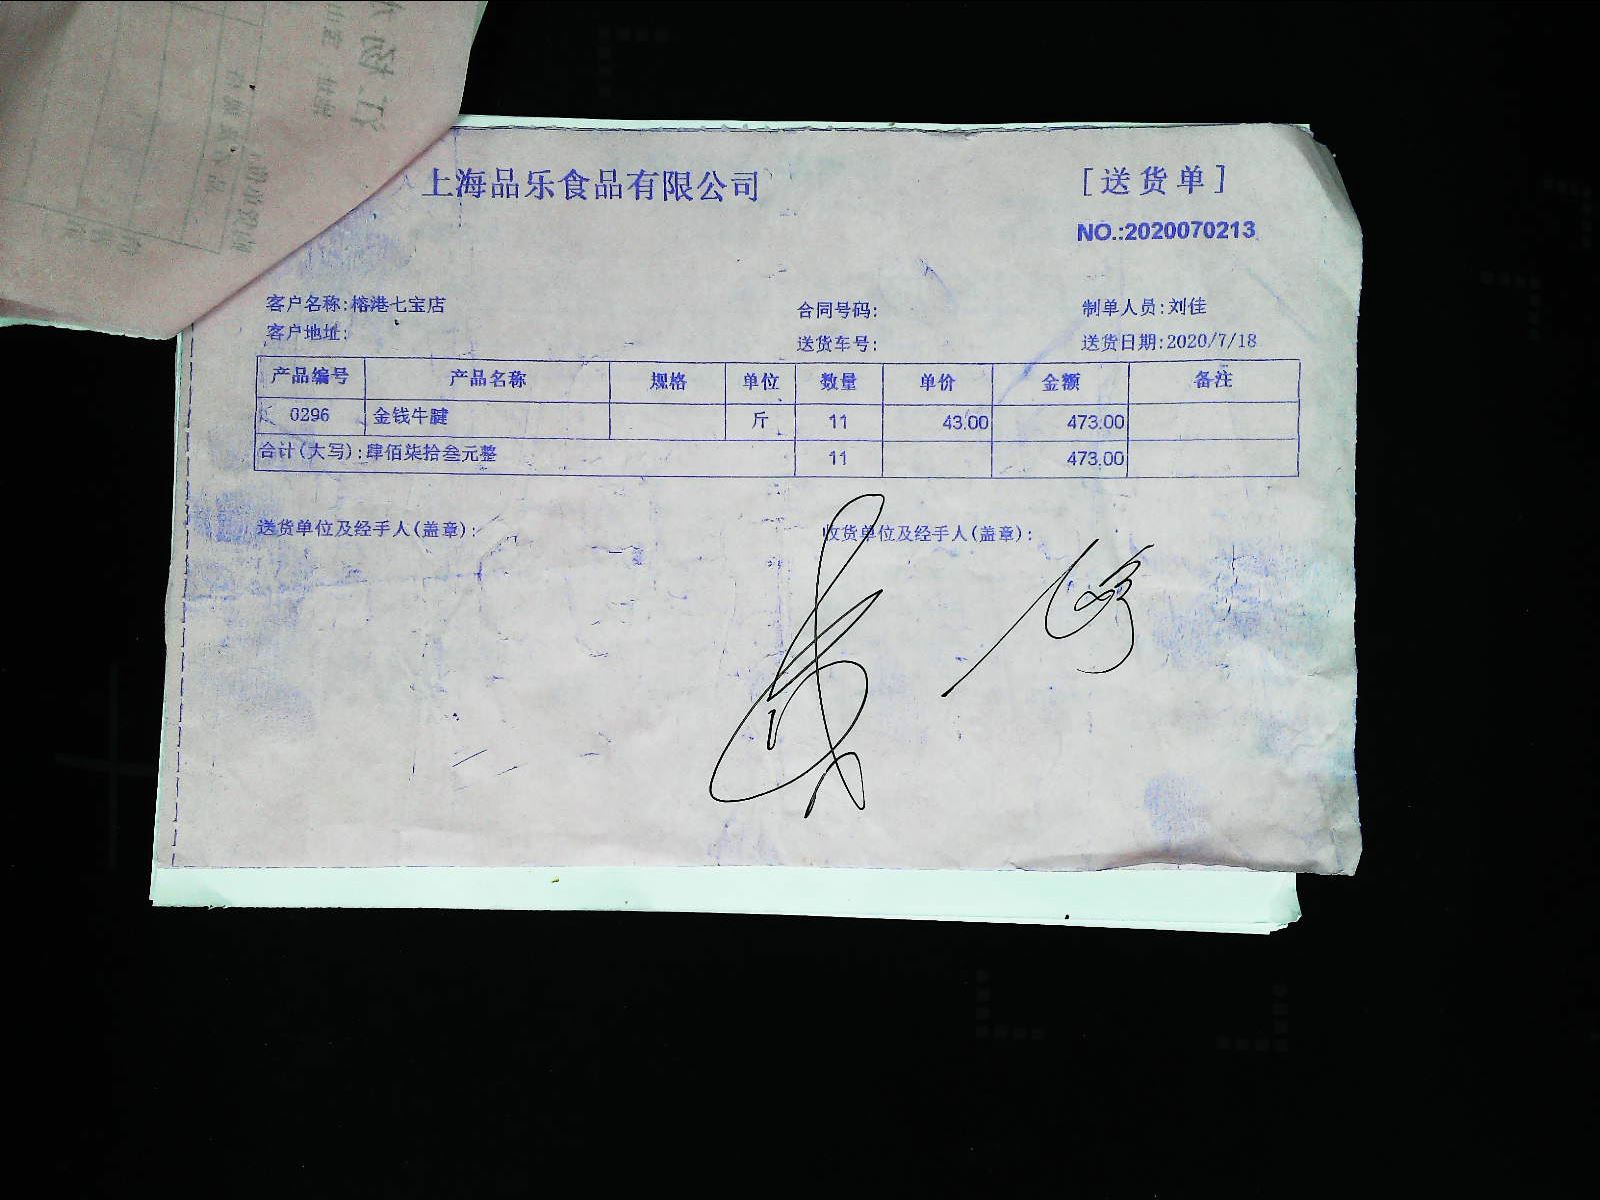 上海品乐食品有限公司 [送货单]
NO.:2020070213
客户名称:榕港七宝店 合同号码: 制单人员:刘佳
客户地址: 送货车号: 送货日期:2020/7/18
产品编号 产品名称 规格 单位 数量 单价 金额 备注
0296 金钱牛腱 斤 11 43.00 473.00
合计(大写):肆佰柒拾叁元整 11 473.00
送货单位及经手人(盖章): 收货单位及经手人(盖章):